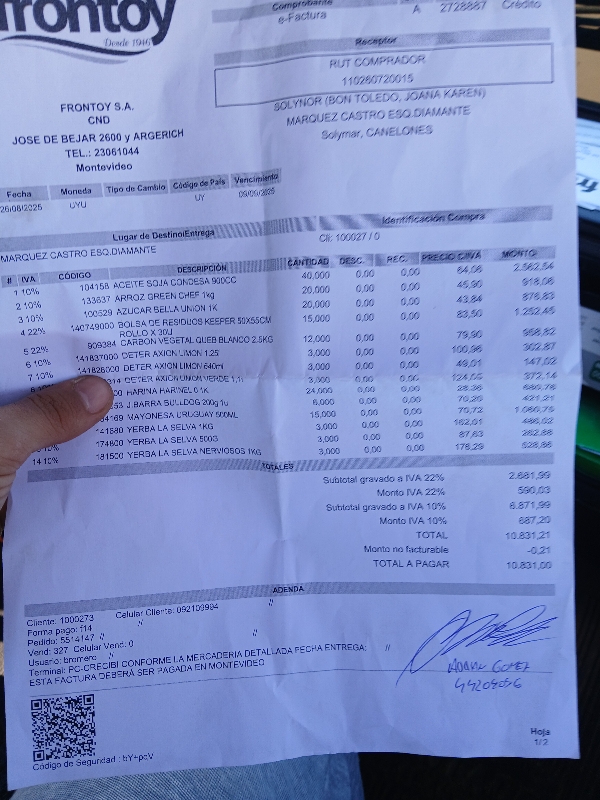 frontoy
Desde 1946
Comprobante
e-Factura A 2728887 Crédito
Receptor
RUT COMPRADOR
110260720015
SOLYNOR (BON TOLEDO, JOANA KAREN)
MARQUEZ CASTRO ESQ.DIAMANTE
Solymar, CANELONES
FRONTOY S.A.
CND
JOSE DE BEJAR 2600 y ARGERICH
TEL.: 23061044
Montevideo
Fecha Moneda Tipo de Cambio Código de País Vencimiento
26/08/2025 UYU UY 09/09/2025
Lugar de Destino/Entrega Identificación Compra
MARQUEZ CASTRO ESQ.DIAMANTE Cli: 100027 / 0
# IVA CÓDIGO DESCRIPCIÓN CANTIDAD DESC. REC. PRECIO C/IVA MONTO
1 10% 104158 ACEITE SOJA CONDESA 900CC 40,000 0,00 0,00 64,06 2.562,54
2 10% 133637 ARROZ GREEN CHEF 1kg 20,000 0,00 0,00 45,90 918,06
3 10% 100529 AZUCAR BELLA UNION 1K 20,000 0,00 0,00 43,84 876,83
4 22% 140749000 BOLSA DE RESIDUOS KEEPER 50X55CM 15,000 0,00 0,00 83,50 1.252,45
ROLLO X 30U
5 22% 909384 CARBON VEGETAL QUEB BLANCO 2.5KG 12,000 0,00 0,00 79,90 958,82
6 10% 141837000 DETER AXION LIMON 1.25l 3,000 0,00 0,00 100,96 302,87
7 10% 141826000 DETER AXION LIMON 640ml 3,000 0,00 0,00 49,01 147,02
DETER AXION LIMON VERDE 3,000 0,00 0,00 372,14
HARINA HARINEL 0.1K 24,000 0,00 0,00 28,36 680,76
J.BARRA BULLDOG 200g 1u 6,000 0,00 0,00 70,20 421,21
MAYONESA URUGUAY 500ML 15,000 0,00 0,00 70,72 1.060,75
YERBA LA SELVA 1KG 3,000 0,00 0,00 162,01 486,02
174800 YERBA LA SELVA 500G 3,000 0,00 0,00 87,63 262,88
14 10% 181500 YERBA LA SELVA NERVIOSOS 1KG 3,000 0,00 0,00 176,29 528,86
TOTALES
Subtotal gravado a IVA 22% 2.681,99
Monto IVA 22% 590,03
Subtotal gravado a IVA 10% 6.871,99
Monto IVA 10% 687,20
TOTAL 10.831,21
Monto no facturable -0,21
TOTAL A PAGAR 10.831,00
ADENDA
Cliente: 1000273 Celular Cliente: 092109994 //
Forma pago: f14 //
Pedido: 5514147 // //
Vend: 327 Celular Vend: 0
Usuario: bromero //
Terminal: PC-CRECIBI CONFORME LA MERCADERIA DETALLADA FECHA ENTREGA: //
ESTA FACTURA DEBERÁ SER PAGADA EN MONTEVIDEO
Código de Seguridad : bY+pcV
Hoja
1/2